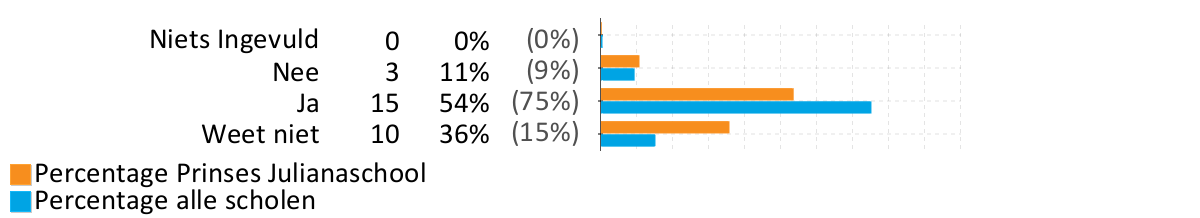 Niets Ingevuld 0 0% (0%)
Nee 3 11% (9%)
Ja 15 54% (75%)
Weet niet 10 36% (15%)
Percentage Prinses Julianaschool
Percentage alle scholen